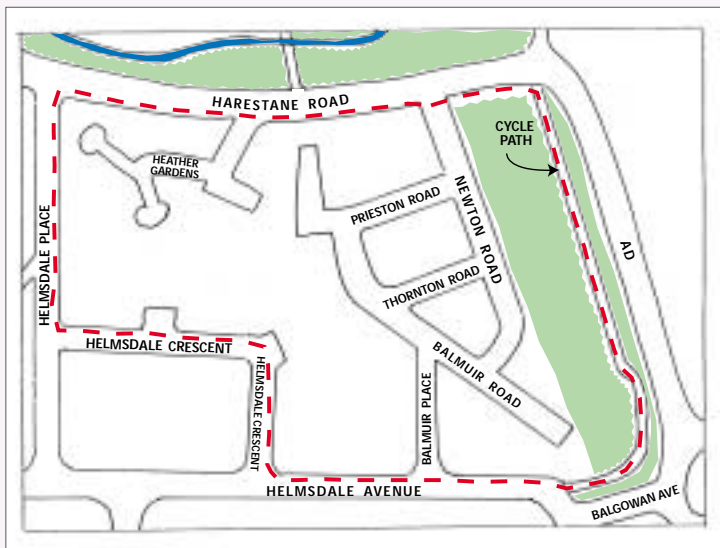 HARESTANE ROAD
CYCLE
PATH
HEATHER
GARDENS
PRIESTON ROAD
NEWTON ROAD
HELMSDALE PLACE
AD
THORNTON ROAD
HELMSDALE CRESCENT
BALMUIR ROAD
HELMSDALE CRESCENT
BALMUIR PLACE
HELMSDALE AVENUE
BALGOWAN AVE